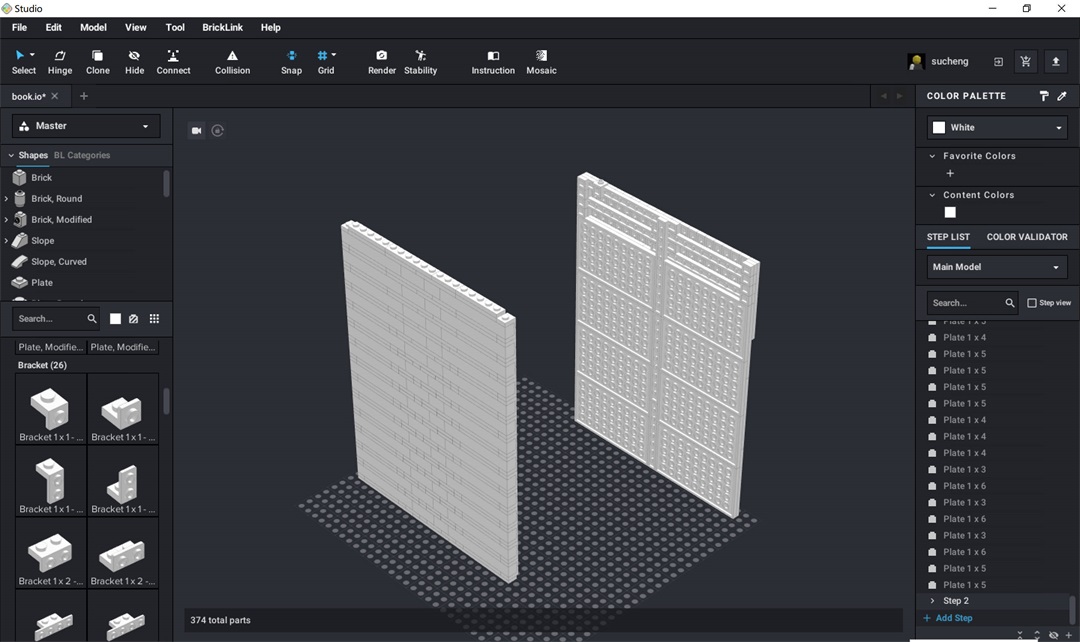 Studio
File Edit Model View Tool BrickLink Help
Select Hinge Clone Hide Connect Collision Snap Grid Render Stability Instruction Mosaic
sucheng
book.io*
Master
Shapes BL Categories
Brick
Brick, Round
Brick, Modified
Slope
Slope, Curved
Plate
Search...
Plate, Modifie... Plate, Modifie...
Bracket (26)
Bracket 1 x 1 - ... Bracket 1 x 1 - ...
Bracket 1 x 1 - ... Bracket 1 x 1 - ...
Bracket 1 x 2 - ... Bracket 1 x 2 - ...
374 total parts
COLOR PALETTE
White
Favorite Colors
Content Colors
STEP LIST COLOR VALIDATOR
Main Model
Search... Step view
Plate 1 x 4
Plate 1 x 5
Plate 1 x 5
Plate 1 x 5
Plate 1 x 5
Plate 1 x 4
Plate 1 x 4
Plate 1 x 4
Plate 1 x 3
Plate 1 x 6
Plate 1 x 3
Plate 1 x 6
Plate 1 x 3
Plate 1 x 6
Plate 1 x 5
Plate 1 x 5
Step 2
+ Add Step